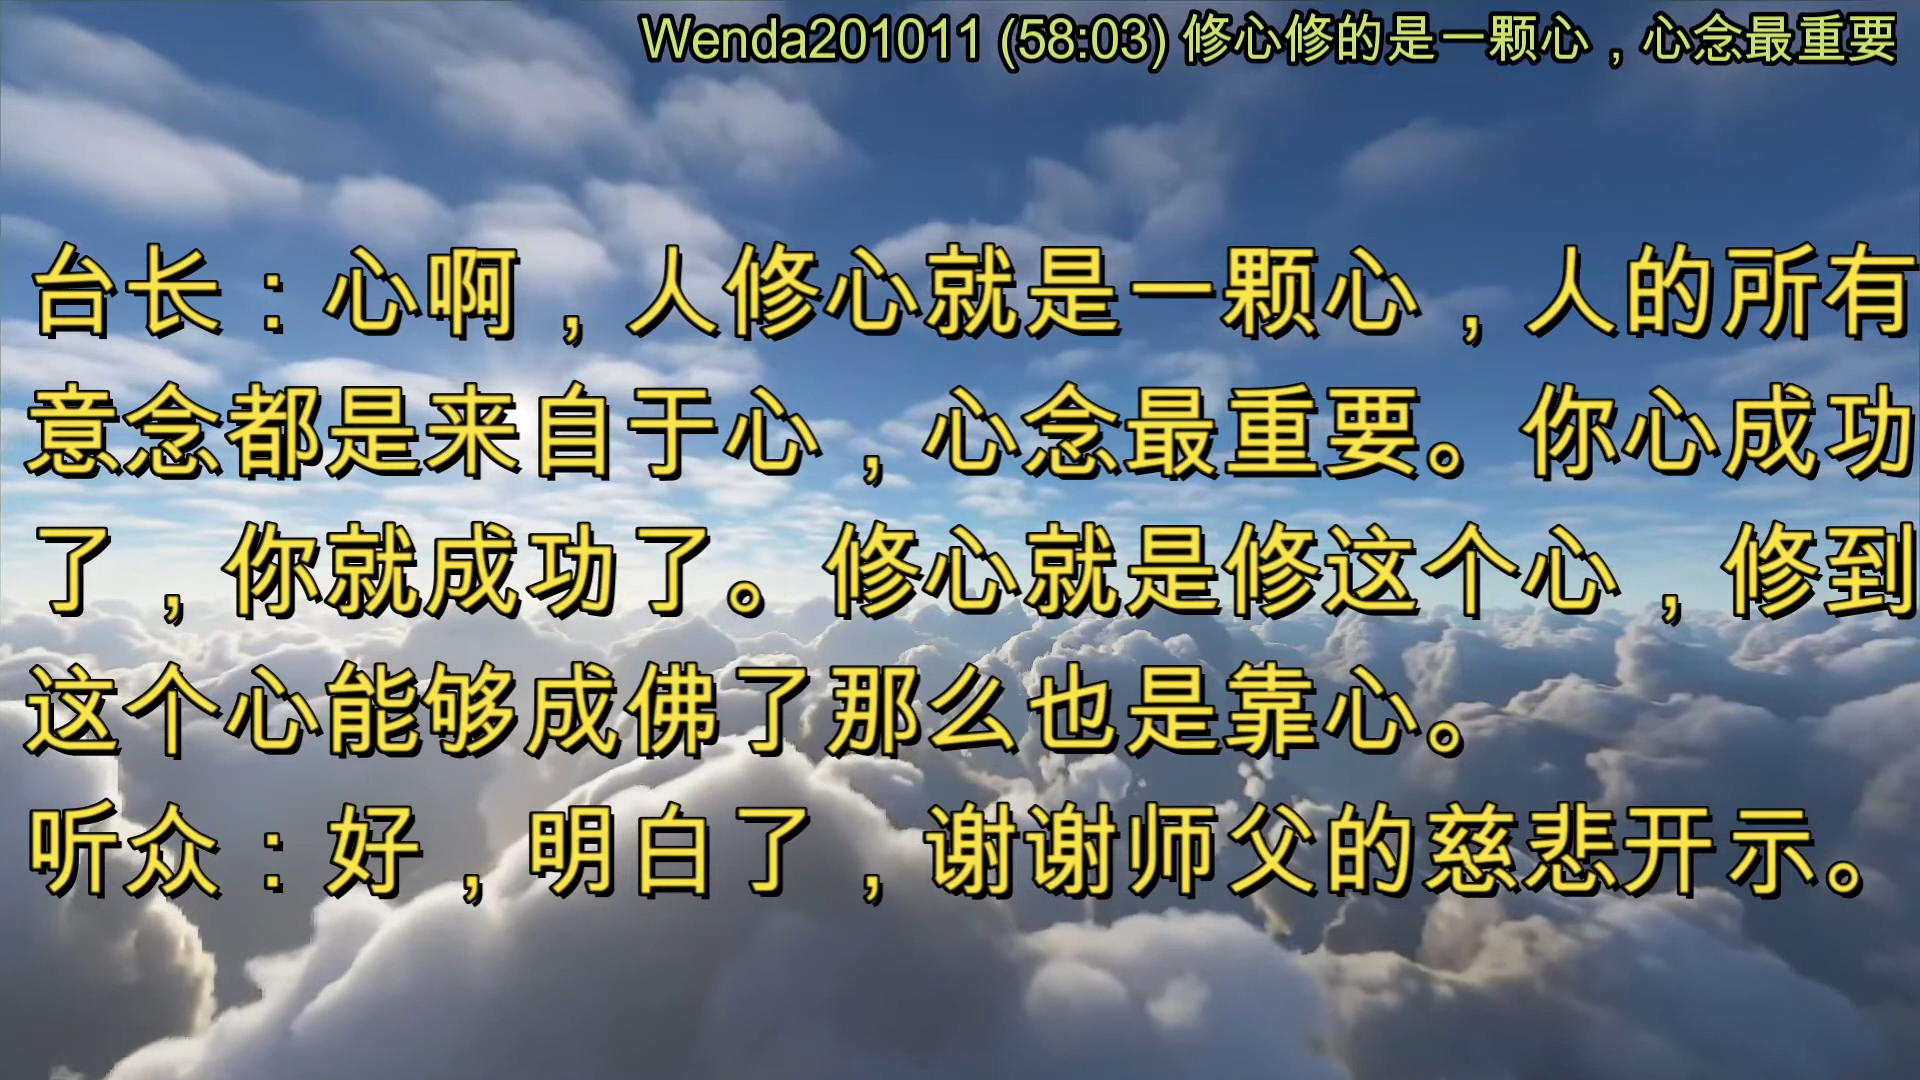 Wenda201011 (58:03) 修心修的是一颗心，心念最重要
台长：心啊，人修心就是一颗心，人的所有
意念都是来自于心，心念最重要。你心成功
了，你就成功了。修心就是修这个心，修到
这个心能够成佛了那么也是靠心。
听众：好，明白了，谢谢师父的慈悲开示。